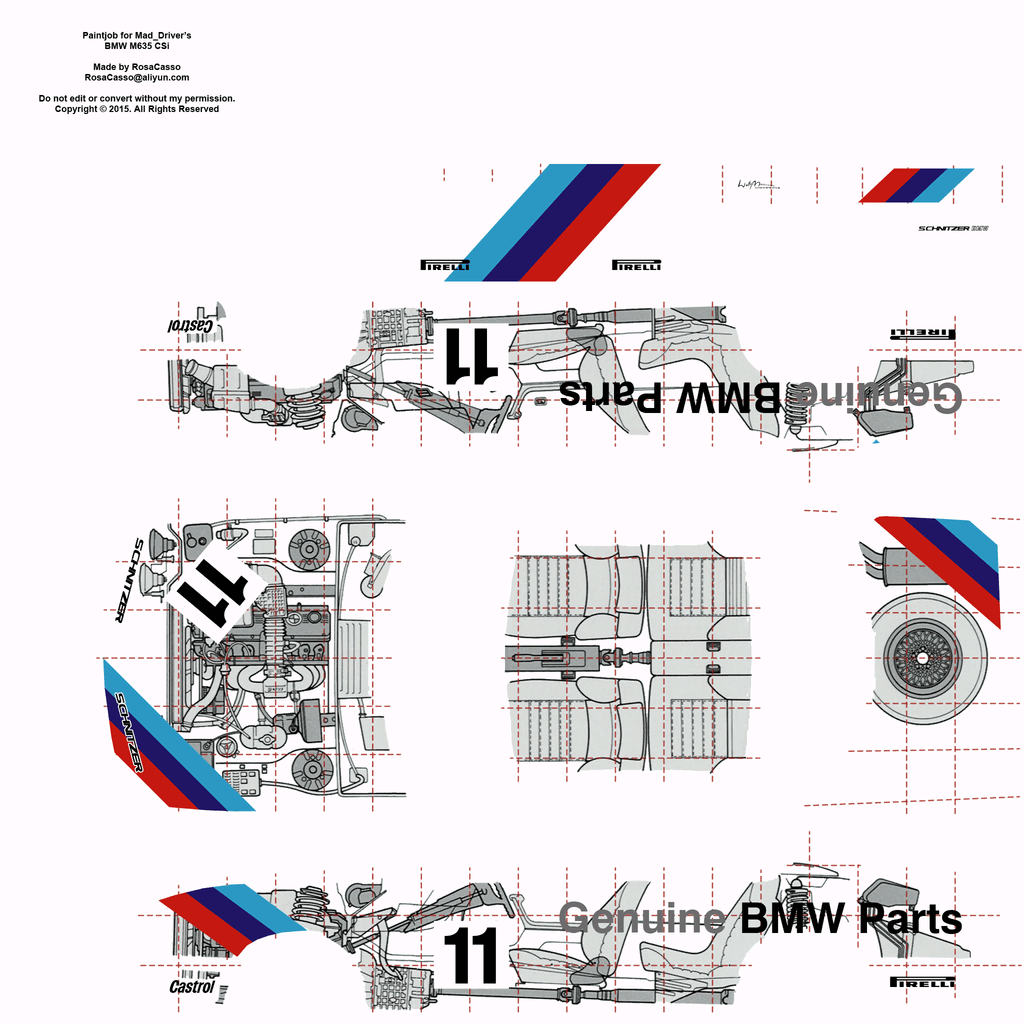 Paintjob for Mad_Driver's
BMW M635 CSi
Made by RosaCasso
RosaCasso@aliyun.com
Do not edit or convert without my permission.
Copyright © 2015. All Rights Reserved
SCHNITZER BMW
PIRELLI
PIRELLI
Castrol
PIRELLI
11
Genuine BMW Parts
SCHNITZER
11
SCHNITZER
Genuine BMW Parts
11
Castrol
PIRELLI